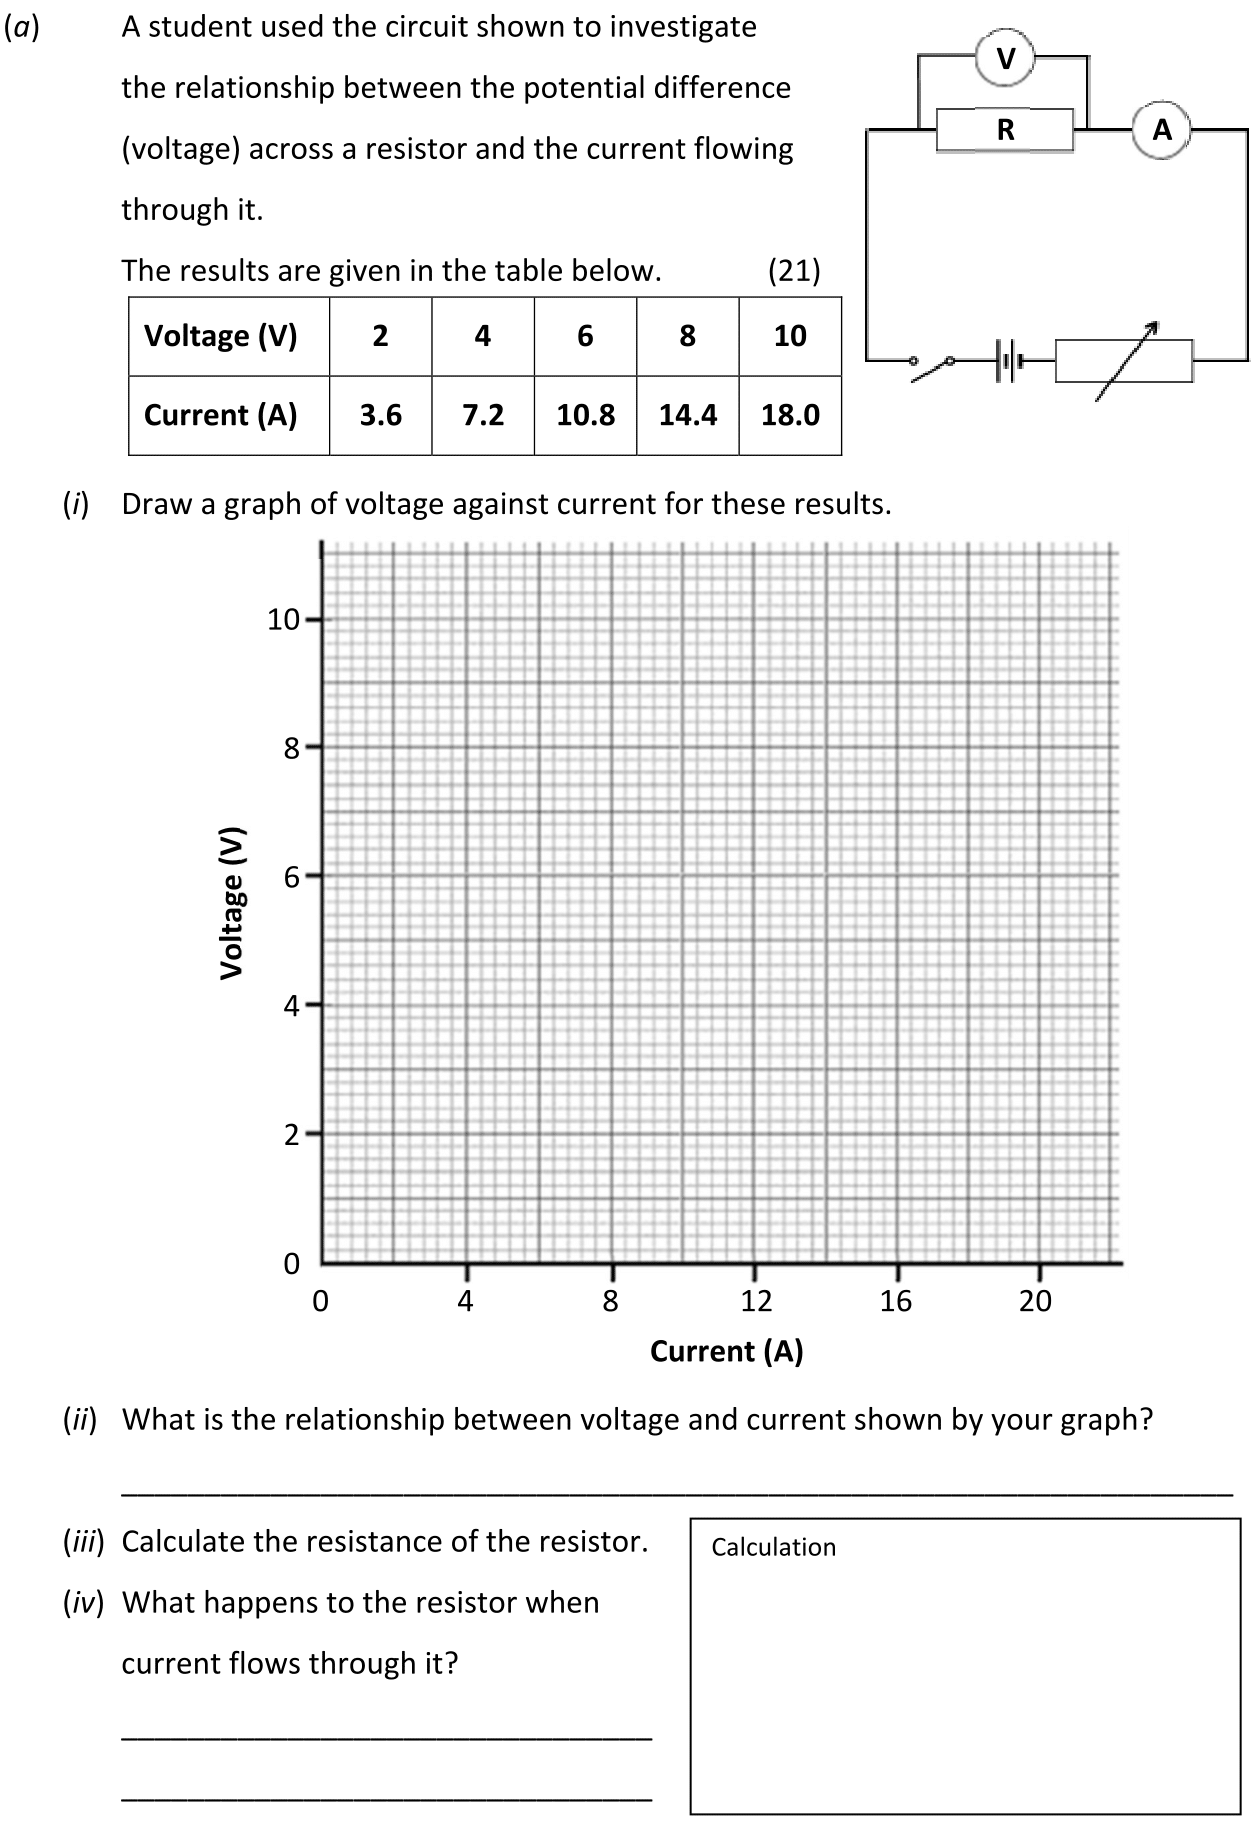 (a) A student used the circuit shown to investigate
the relationship between the potential difference
(voltage) across a resistor and the current flowing
through it.
The results are given in the table below. (21)
V
R
A
Voltage (V) 2 4 6 8 10
Current (A) 3.6 7.2 10.8 14.4 18.0
(i) Draw a graph of voltage against current for these results.
10
8
6
4
2
0
Voltage (V)
0 4 8 12 16 20
Current (A)
(ii) What is the relationship between voltage and current shown by your graph?
(iii) Calculate the resistance of the resistor.
(iv) What happens to the resistor when
current flows through it?
Calculation